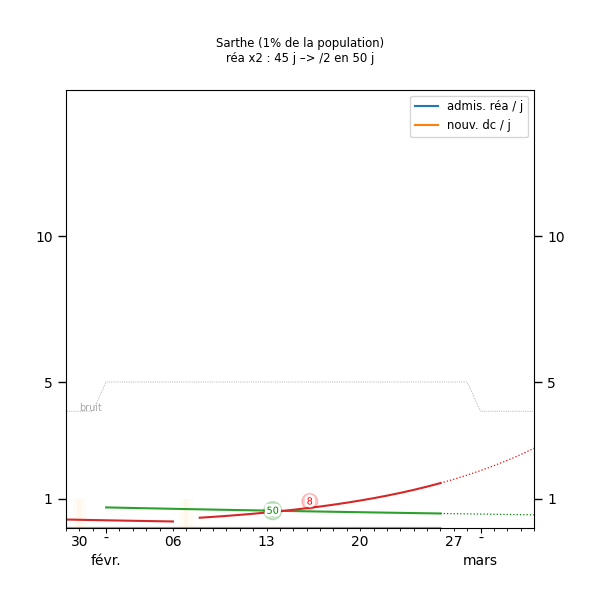 Sarthe (1% de la population)
réa x2 : 45 j –> /2 en 50 j
admis. réa / j
nouv. dc / j
10 10
5 5
bruit
8
1 50 1
30 - 06 13 20 27 -
févr. mars